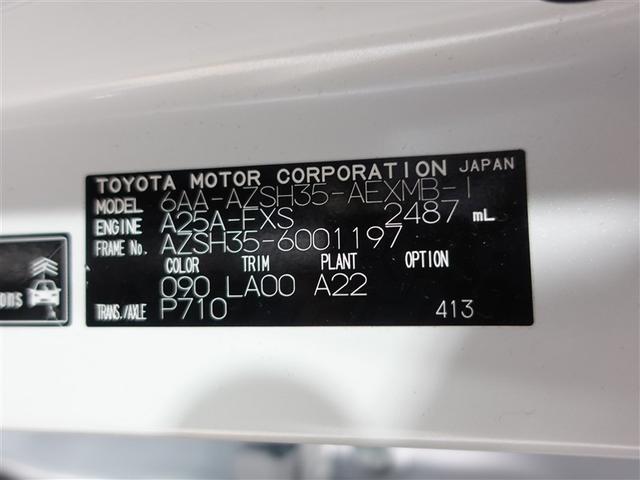 TOYOTA MOTOR CORPORATION JAPAN
MODEL 6AA-AZSH35-AEXMB-I
ENGINE A25A-FXS 2487 mL
FRAME No. AZSH35-6001197
COLOR TRIM PLANT OPTION
090 LA00 A22
TRANS./AXLE P710 413
ons